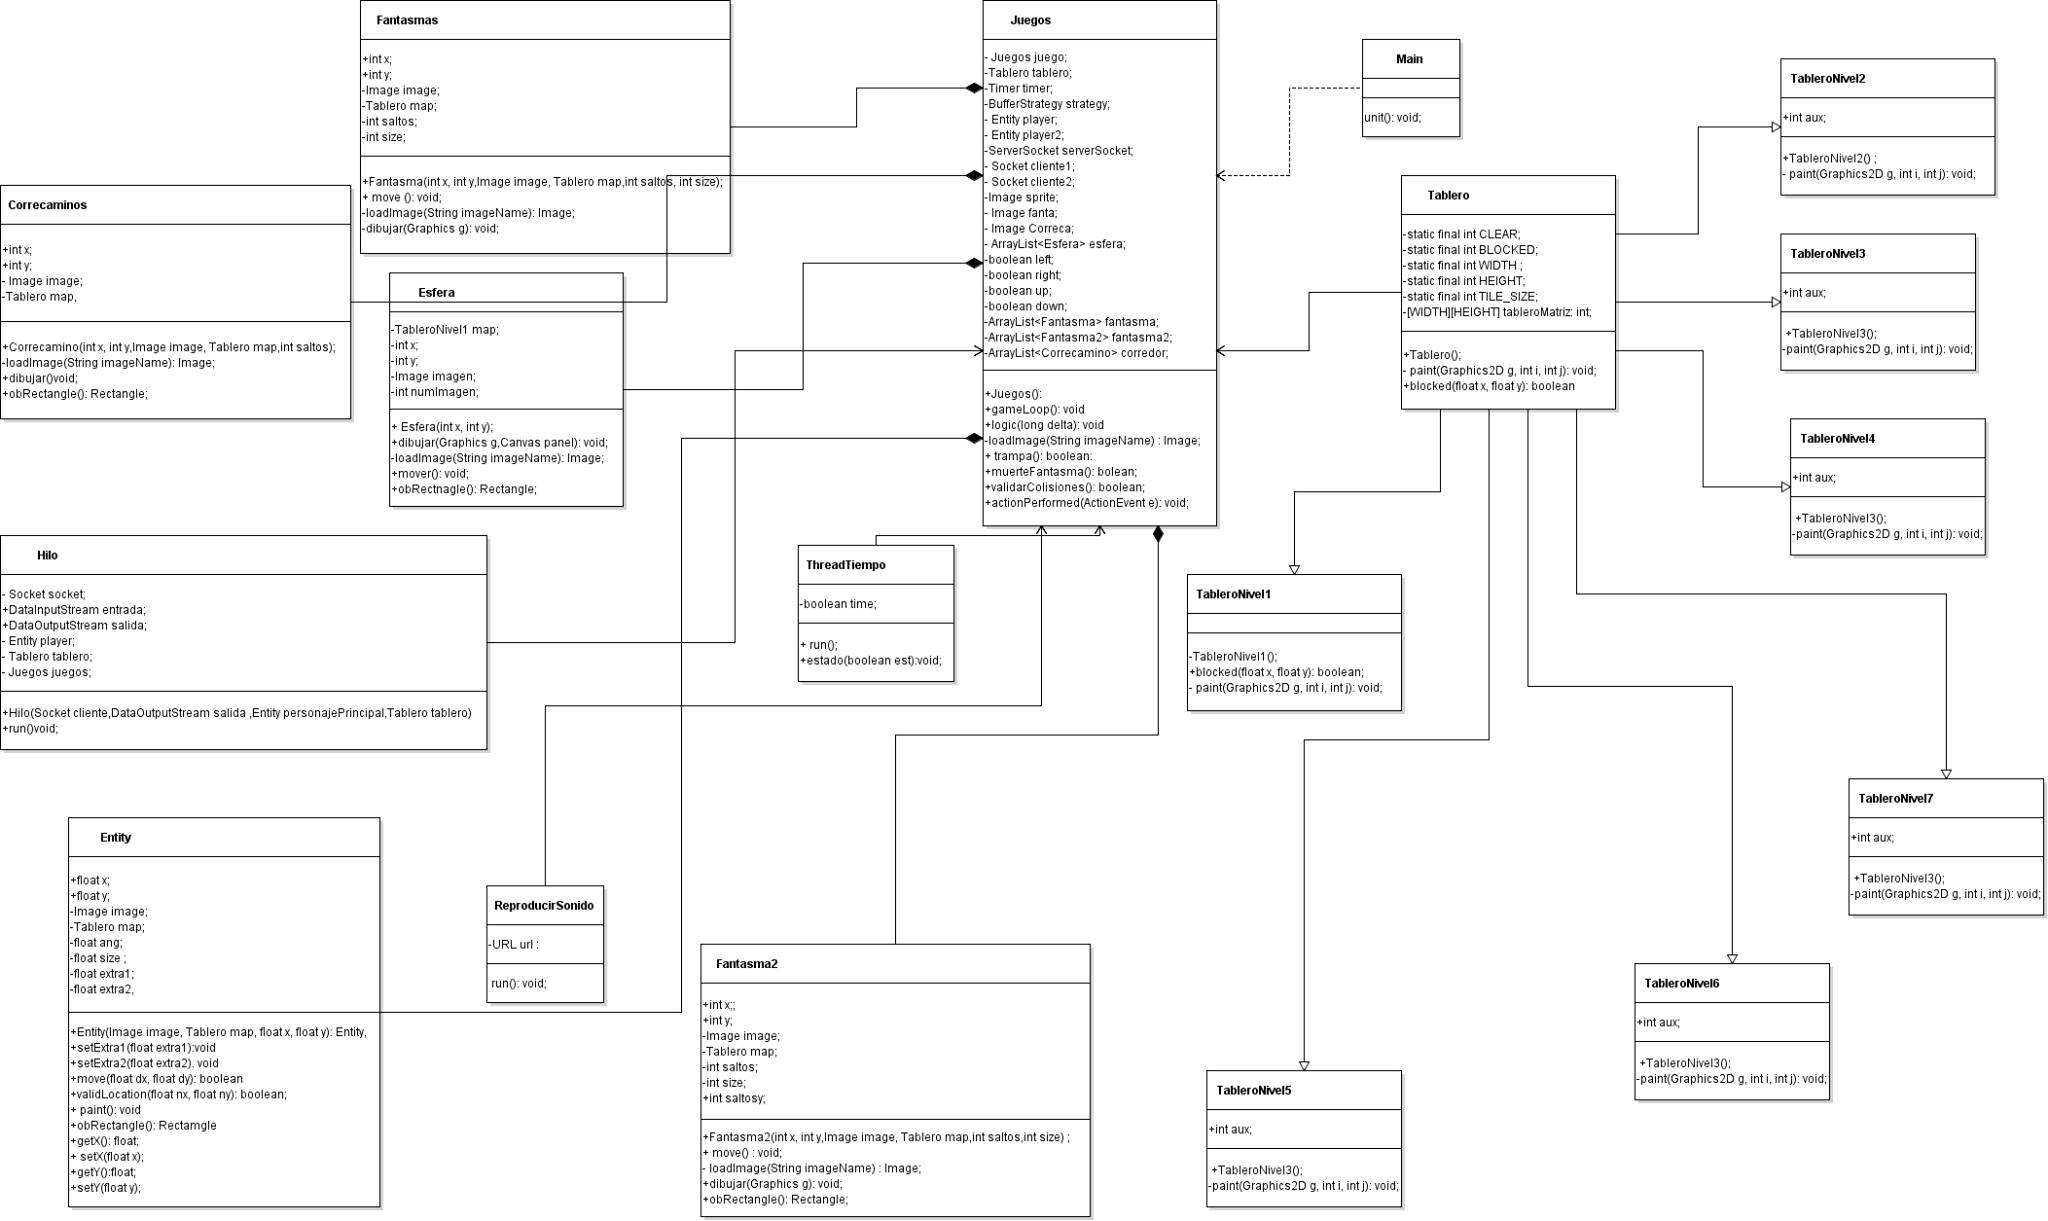 Fantasmas
+int x;
+int y;
-Image image;
-Tablero map;
-int saltos;
-int size;
+Fantasma(int x, int y,Image image, Tablero map,int saltos, int size);
+ move (): void;
-loadImage(String imageName): Image;
-dibujar(Graphics g): void;
Juegos
- Juegos juego;
-Tablero tablero;
-Timer timer;
-BufferStrategy strategy;
- Entity player;
- Entity player2;
-ServerSocket serverSocket;
- Socket cliente1;
- Socket cliente2;
-Image sprite;
- Image fanta;
- Image Correca;
- ArrayList<Esfera> esfera;
-boolean left;
-boolean right;
-boolean up;
-boolean down;
-ArrayList<Fantasma> fantasma;
-ArrayList<Fantasma2> fantasma2;
-ArrayList<Correcamino> corredor;
+Juegos():
+gameLoop(): void
+logic(long delta): void
-loadImage(String imageName) : Image;
+ trampa(): boolean:
+muerteFantasma(): bolean;
+validarColisiones(): boolean;
+actionPerformed(ActionEvent e): void;
Main
unit(): void;
TableroNivel2
+int aux;
+TableroNivel2() ;
- paint(Graphics2D g, int i, int j): void;
Correcaminos
+int x;
+int y;
- Image image;
-Tablero map,
+Correcamino(int x, int y,Image image, Tablero map,int saltos);
-loadImage(String imageName): Image;
+dibujar()void;
+obRectangle(): Rectangle;
Esfera
-TableroNivel1 map;
-int x;
-int y;
-Image imagen;
-int numImagen;
+ Esfera(int x, int y);
+dibujar(Graphics g,Canvas panel): void;
-loadImage(String imageName): Image;
+mover(): void;
+obRectnagle(): Rectangle;
Tablero
-static final int CLEAR;
-static final int BLOCKED;
-static final int WIDTH ;
-static final int HEIGHT;
-static final int TILE_SIZE;
-[WIDTH][HEIGHT] tableroMatriz: int;
+Tablero();
- paint(Graphics2D g, int i, int j): void;
+blocked(float x, float y): boolean
TableroNivel3
+int aux;
+TableroNivel3();
-paint(Graphics2D g, int i, int j): void;
TableroNivel4
+int aux;
+TableroNivel3();
-paint(Graphics2D g, int i, int j): void;
Hilo
- Socket socket;
+DataInputStream entrada;
+DataOutputStream salida;
- Entity player;
- Tablero tablero;
- Juegos juegos;
+Hilo(Socket cliente,DataOutputStream salida ,Entity personajePrincipal,Tablero tablero)
+run()void;
ThreadTiempo
-boolean time;
+ run();
+estado(boolean est):void;
TableroNivel1
-TableroNivel1();
+blocked(float x, float y): boolean;
- paint(Graphics2D g, int i, int j): void;
TableroNivel7
+int aux;
+TableroNivel3();
-paint(Graphics2D g, int i, int j): void;
Entity
+float x;
+float y;
-Image image;
-Tablero map;
-float ang;
-float size ;
-float extra1;
-float extra2,
+Entity(Image image, Tablero map, float x, float y): Entity,
+setExtra1(float extra1):void
+setExtra2(float extra2). void
+move(float dx, float dy): boolean
+validLocation(float nx, float ny): boolean;
+ paint(): void
+obRectangle(): Rectamgle
+getX(): float;
+ setX(float x);
+getY():float;
+setY(float y);
ReproducirSonido
-URL url :
run(): void;
Fantasma2
+int x;;
+int y;
-Image image;
-Tablero map;
-int saltos;
-int size;
+int saltosy;
+Fantasma2(int x, int y,Image image, Tablero map,int saltos,int size) ;
+ move() : void;
- loadImage(String imageName) : Image;
+dibujar(Graphics g): void;
+obRectangle(): Rectangle;
TableroNivel6
+int aux;
+TableroNivel3();
-paint(Graphics2D g, int i, int j): void;
TableroNivel5
+int aux;
+TableroNivel3();
-paint(Graphics2D g, int i, int j): void;